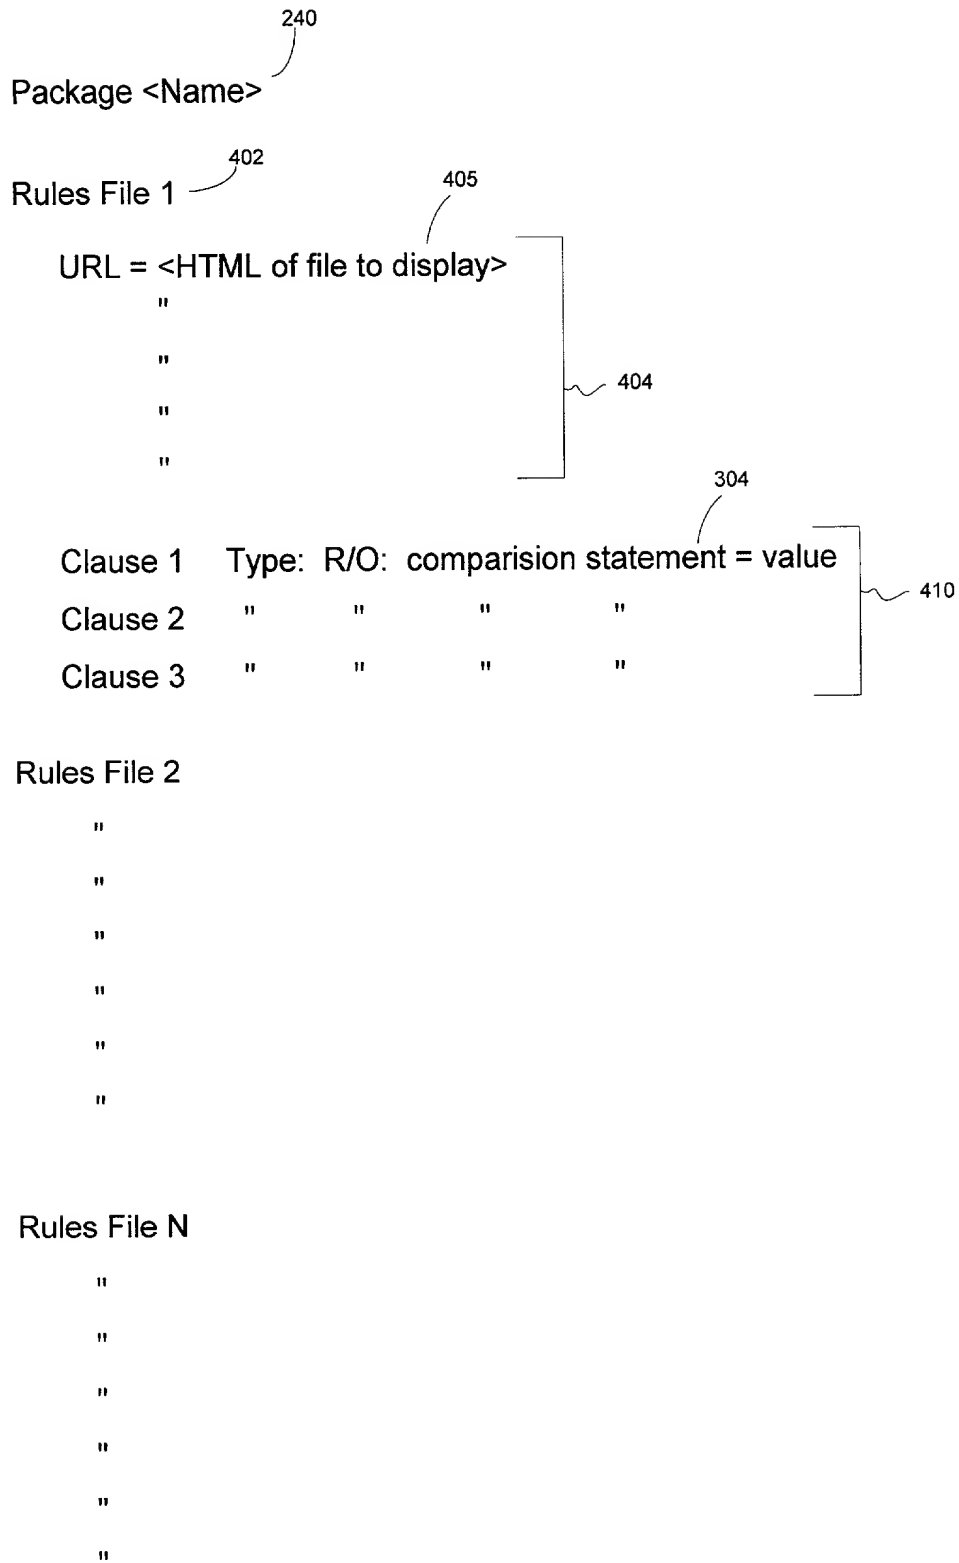 240
Package <Name>
402
Rules File 1
405
URL = <HTML of file to display>
"
"
404
"
"
304
Clause 1 Type: R/O: comparision statement = value
410
Clause 2 " " " "
Clause 3 " " " "
Rules File 2
"
"
"
"
"
"
Rules File N
"
"
"
"
"
"